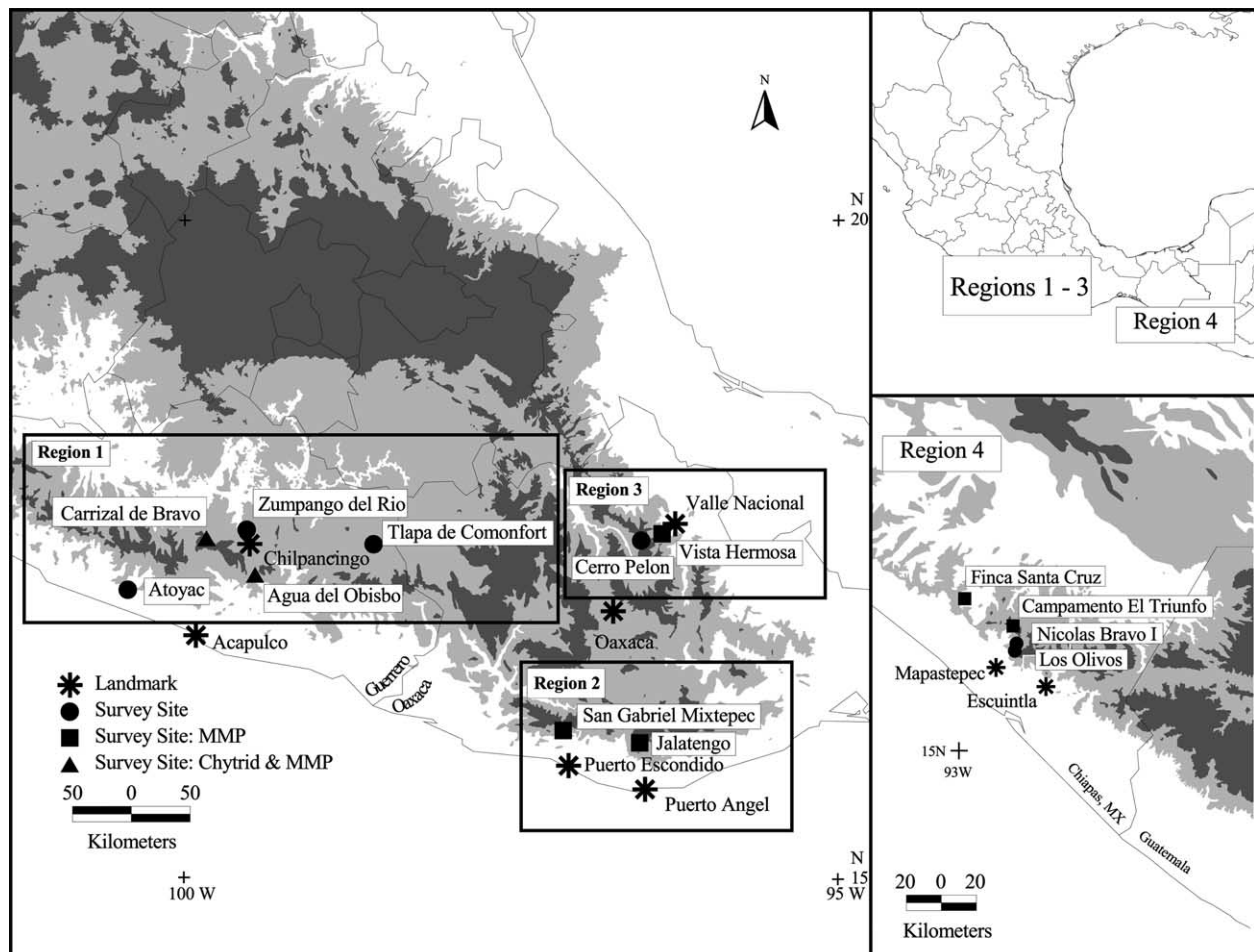 N
N
20
Region 1
Carrizal de Bravo
Zumpango del Rio
Tlapa de Comonfort
Chilpancingo
Atoyac
Agua del Obisbo
Acapulco
Region 3
Valle Nacional
Vista Hermosa
Cerro Pelon
Oaxaca
Guerrero
Oaxaca
Region 2
San Gabriel Mixtepec
Jalatengo
Puerto Escondido
Puerto Angel
Landmark
Survey Site
Survey Site: MMP
Survey Site: Chytrid & MMP
50 0 50
Kilometers
100 W
N
15
95 W
Regions 1 - 3
Region 4
Region 4
Finca Santa Cruz
Campamento El Triunfo
Nicolas Bravo I
Los Olivos
Mapastepec
Escuintla
15N
93W
Chiapas, MX
Guatemala
20 0 20
Kilometers